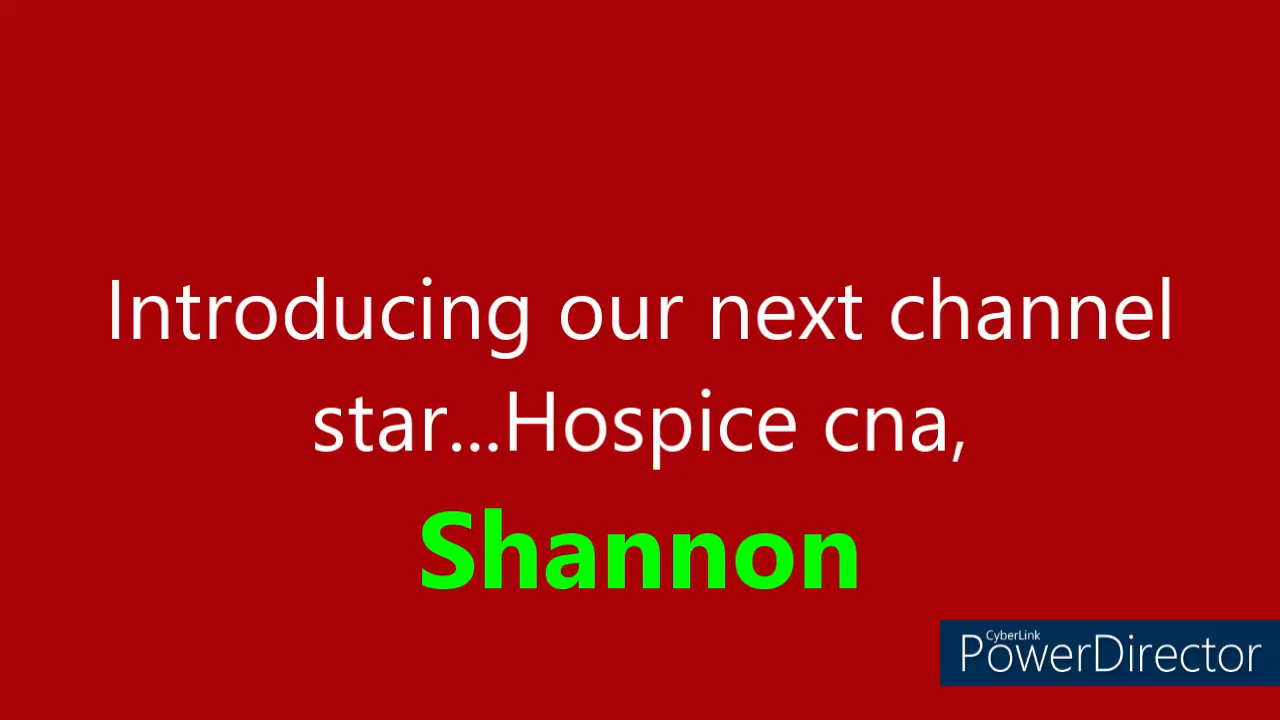 Introducing our next channel
star...Hospice cna,
Shannon
CyberLink
PowerDirector